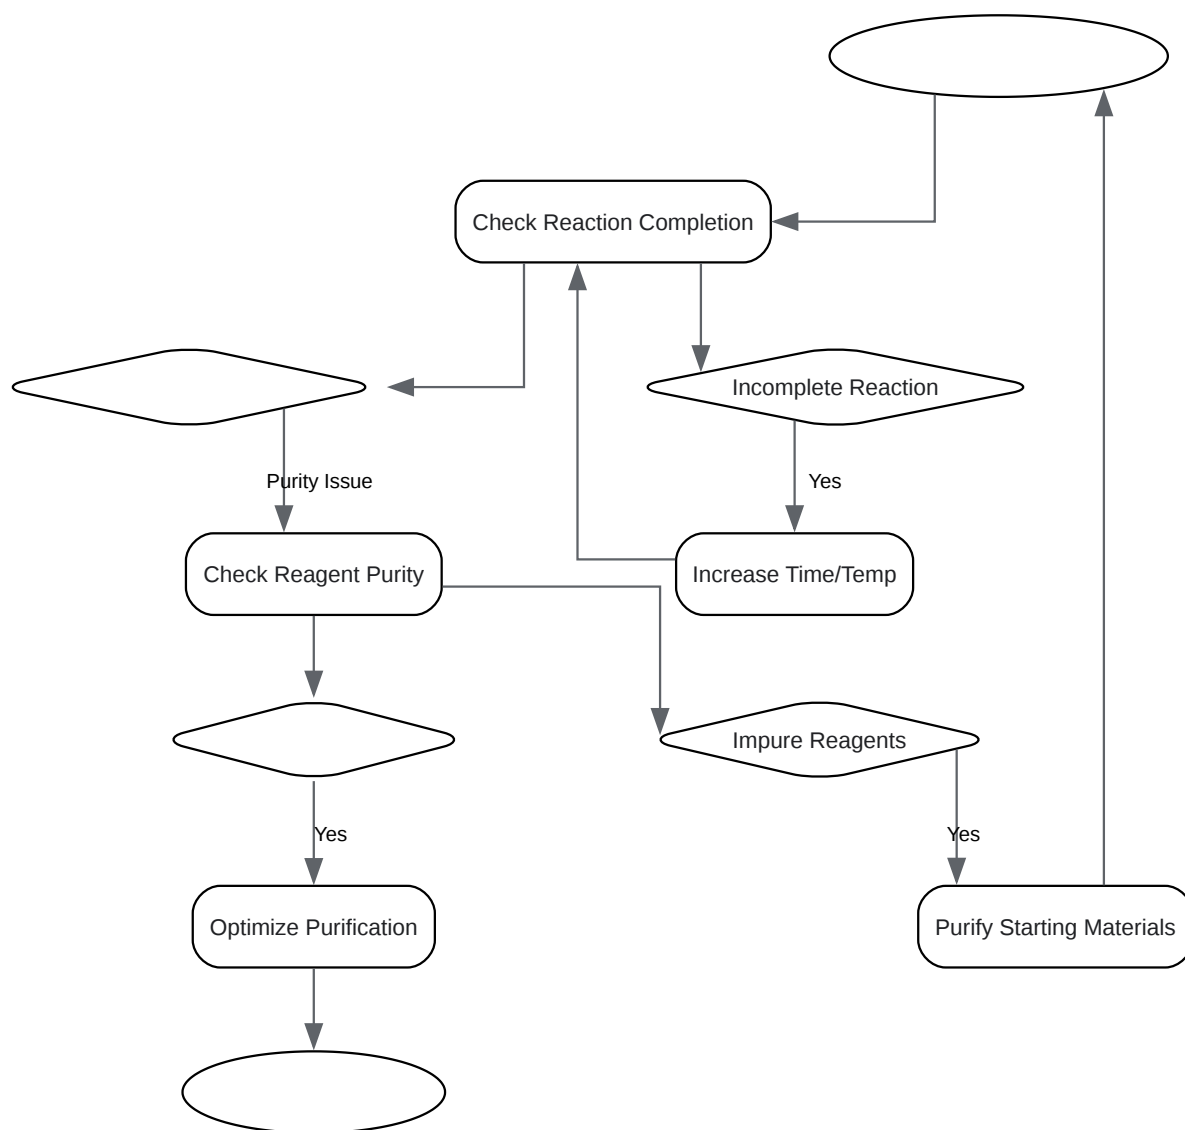 Check Reaction Completion
Incomplete Reaction
Purity Issue
Yes
Check Reagent Purity
Increase Time/Temp
Impure Reagents
Yes
Yes
Optimize Purification
Purify Starting Materials